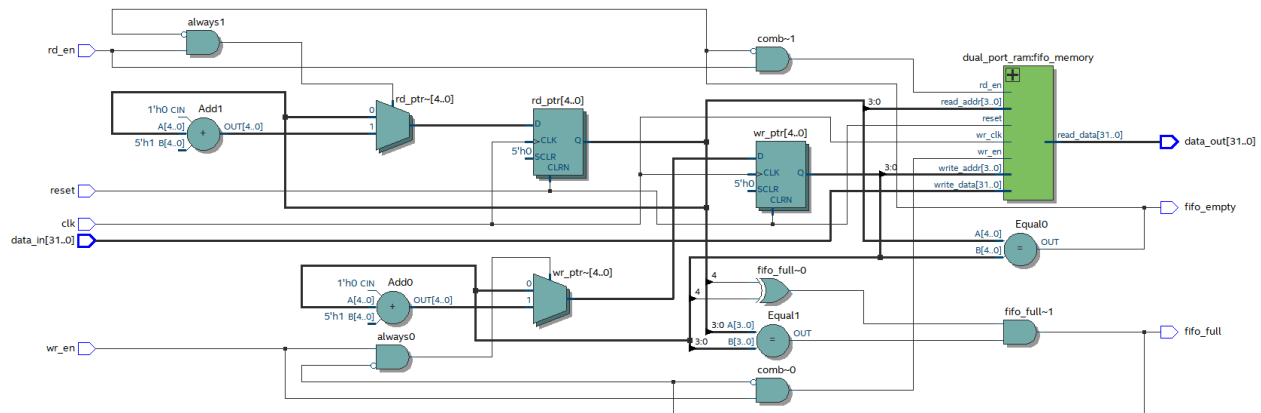 always1
rd_en
comb~1
dual_port_ram:fifo_memory
rd_en
rd_ptr~[4..0]
rd_ptr[4..0]
3:0
read_addr[3..0]
1'h0 CIN
Add1
0
D
reset
A[4..0]
OUT[4..0]
1
wr_ptr[4..0]
wr_clk
read_data[31..0]
data_out[31..0]
5'h1 B[4..0]
CLK
Q
5'h0
SCLR
CLRN
D
wr_en
3:0
CLK
Q
write_addr[3..0]
5'h0
SCLR
write_data[31..0]
CLRN
reset
fifo_empty
clk
Equal0
data_in[31..0]
A[4..0]
OUT
B[4..0]
4
fifo_full~0
wr_ptr~[4..0]
1'h0 CIN
Add0
0
A[4..0]
OUT[4..0]
1
4
5'h1 B[4..0]
fifo_full~1
Equal1
3:0 A[3..0]
OUT
fifo_full
3:0
B[3..0]
always0
wr_en
comb~0
+
+
+
=
=